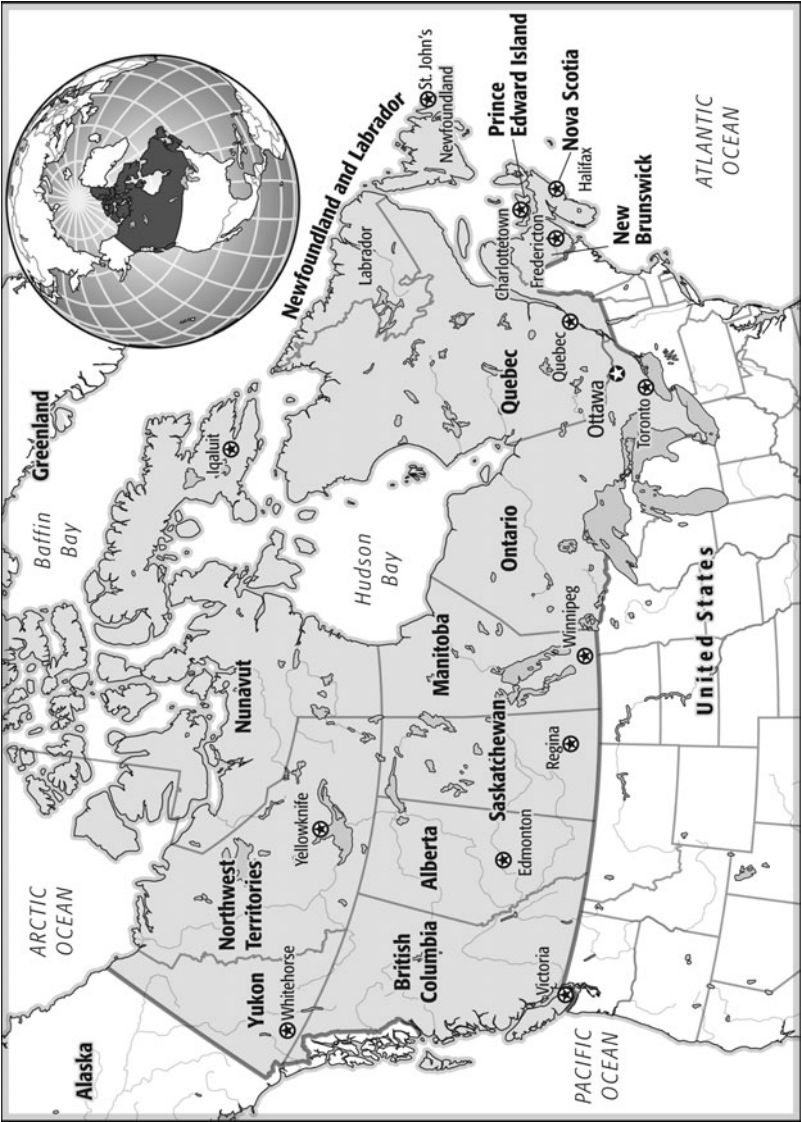 ARCTIC
OCEAN
Baffin
Bay
Greenland
Alaska
Yukon
Whitehorse
Northwest
Territories
Yellowknife
Nunavut
Iqaluit
Hudson
Bay
Newfoundland and Labrador
Labrador
St. John's
Newfoundland
British
Columbia
Victoria
Alberta
Edmonton
Saskatchewan
Regina
Manitoba
Winnipeg
Ontario
Toronto
Ottawa
Quebec
Quebec
Prince
Edward Island
Charlottetown
Fredericton
Nova Scotia
Halifax
New
Brunswick
PACIFIC
OCEAN
United States
ATLANTIC
OCEAN